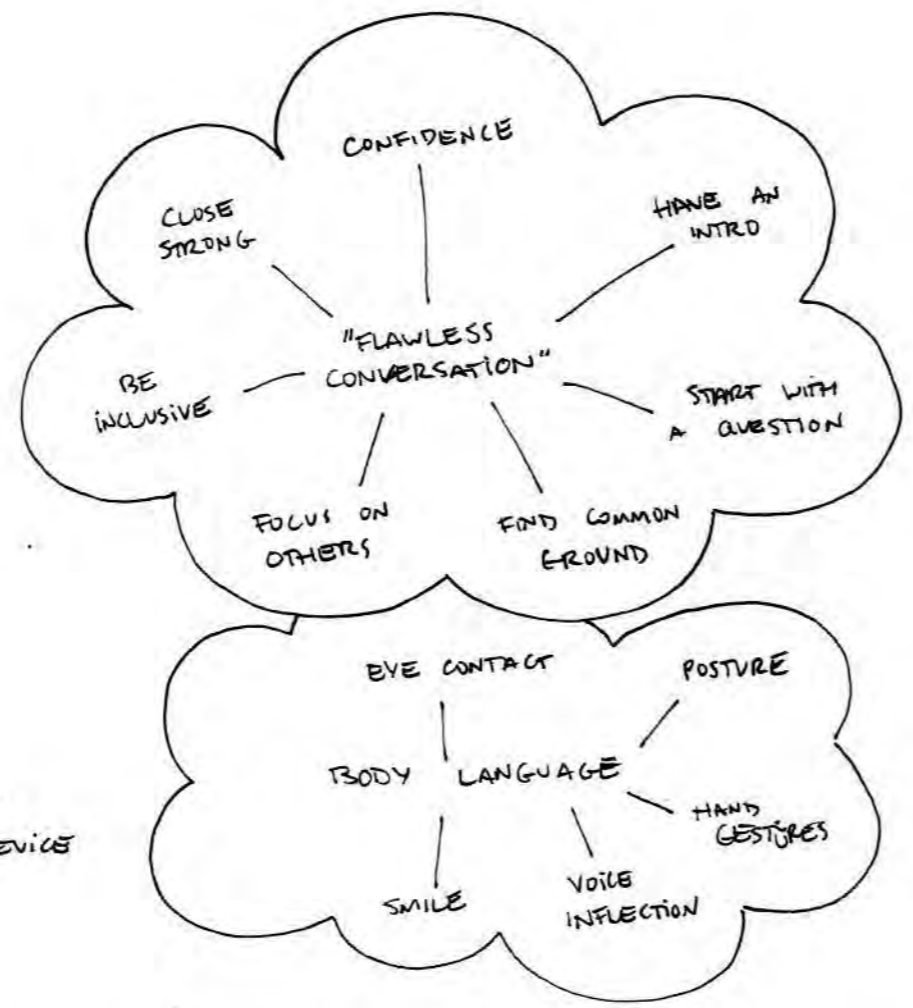 CONFIDENCE
CLOSE
STRONG
HAVE AN
INTRO
"FLAWLESS
CONVERSATION"
BE
INCLUSIVE
START WITH
A QUESTION
FOCUS ON
OTHERS
FIND COMMON
GROUND
EYE CONTACT
POSTURE
BODY LANGUAGE
HAND
GESTURES
SMILE
VOICE
INFLECTION